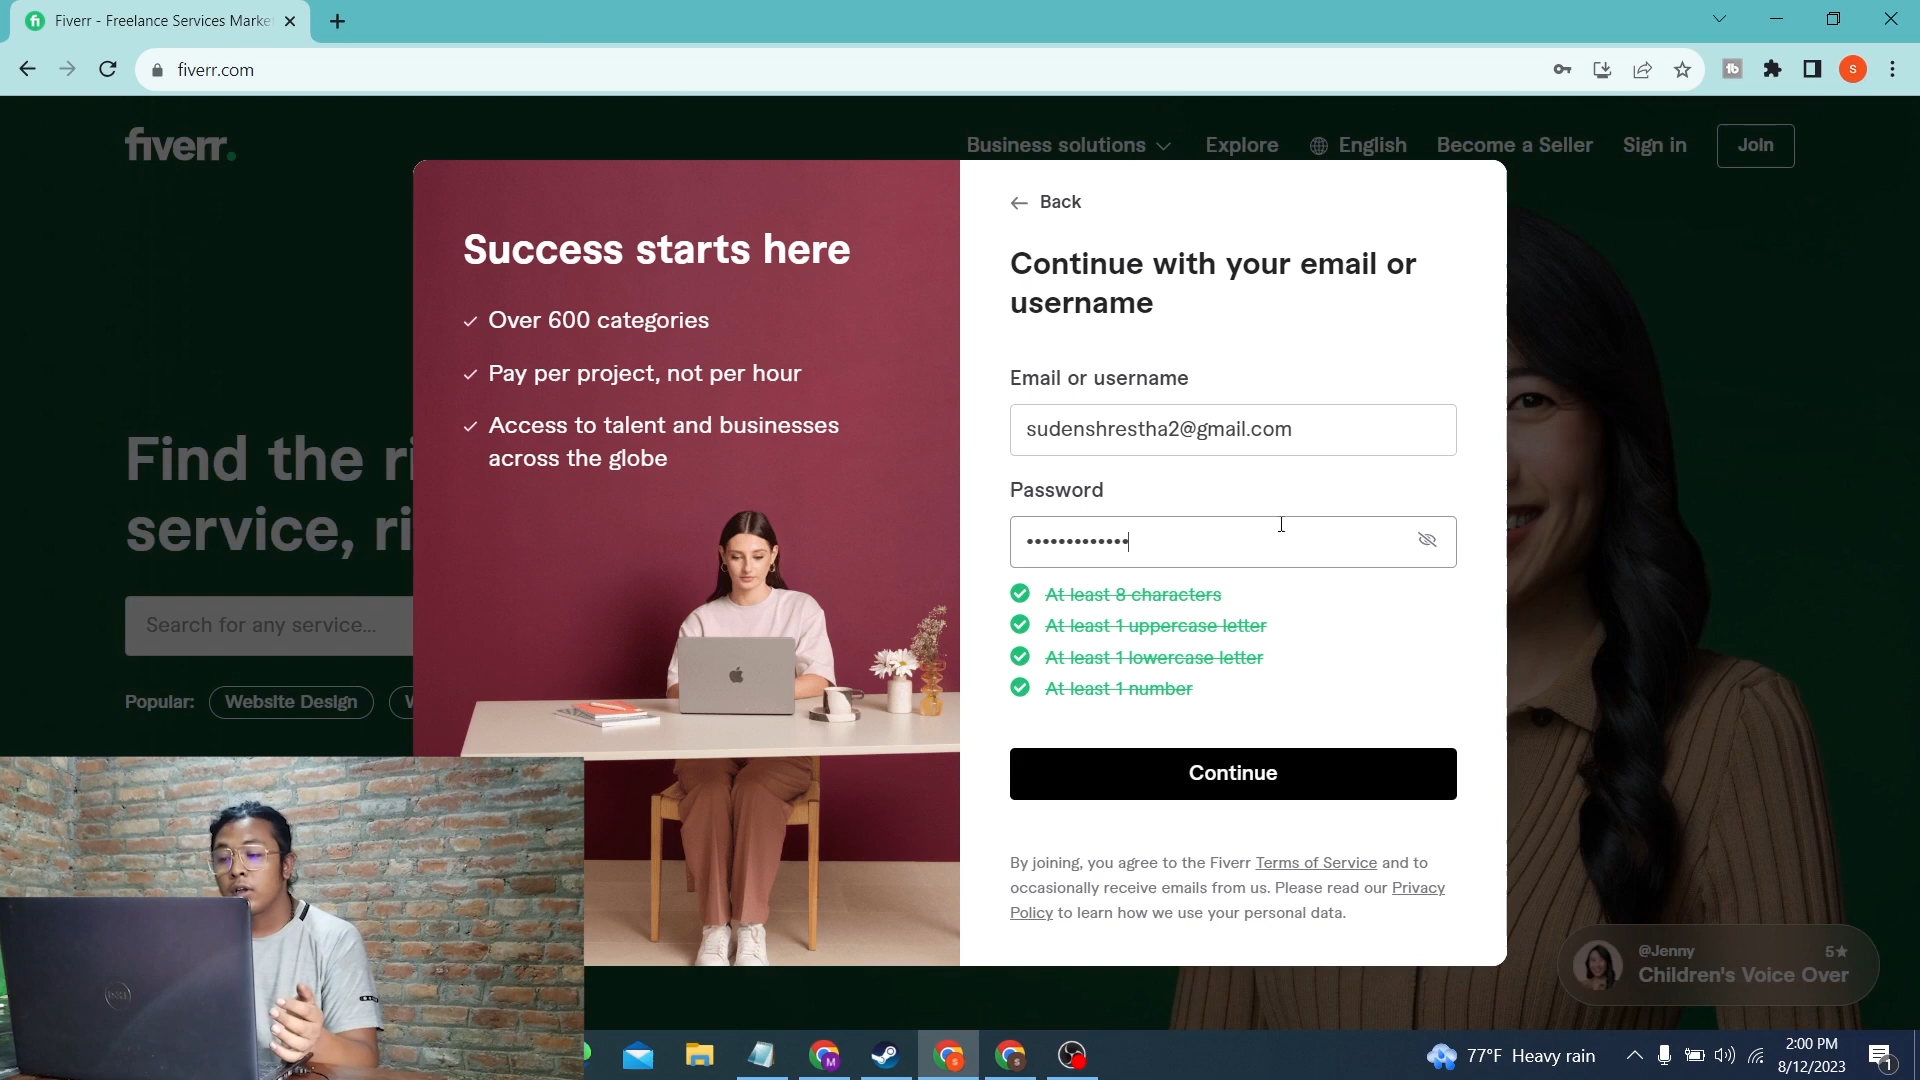 Fiverr - Freelance Services Marke
fiverr.com
s
fiverr.
Business solutions
Explore
English
Become a Seller
Sign in
Join
Success starts here
Over 600 categories
Pay per project, not per hour
Access to talent and businesses
across the globe
Back
Continue with your email or
username
Email or username
sudenshrestha2@gmail.com
Password
At least 8 characters
At least 1 uppercase letter
At least 1 lowercase letter
At least 1 number
Continue
By joining, you agree to the Fiverr Terms of Service and to
occasionally receive emails from us. Please read our Privacy
Policy to learn how we use your personal data.
Find the ri
service, ri
Search for any service...
Popular:
Website Design
W
@Jenny
5★
Children's Voice Over
DELL
77°F Heavy rain
2:00 PM
8/12/2023
1